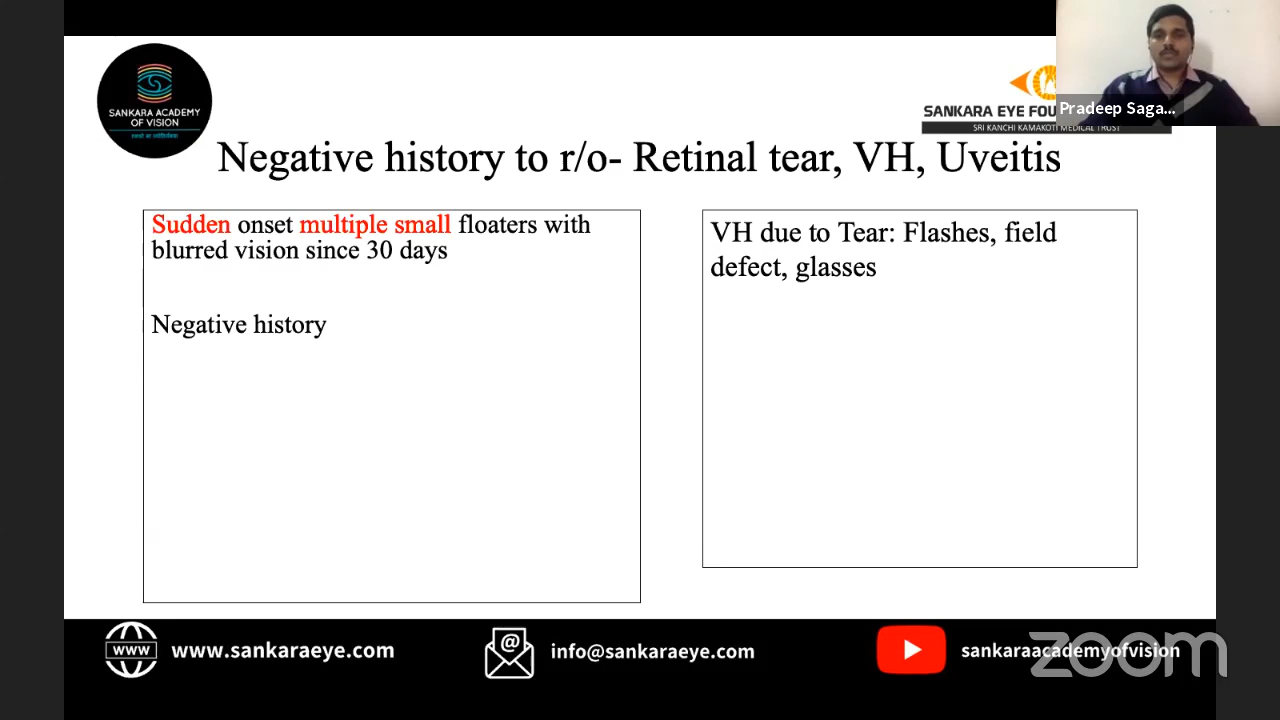 SANKARA ACADEMY
OF VISION
SANKARA EYE FOU
SRI KANCHI KAMAKOTI MEDICAL TRUST
Pradeep Saga...
Negative history to r/o- Retinal tear, VH, Uveitis
Sudden onset multiple small floaters with
blurred vision since 30 days
Negative history
VH due to Tear: Flashes, field
defect, glasses
www
www.sankaraeye.com
@
info@sankaraeye.com
sankaraacademyofvision
zoom